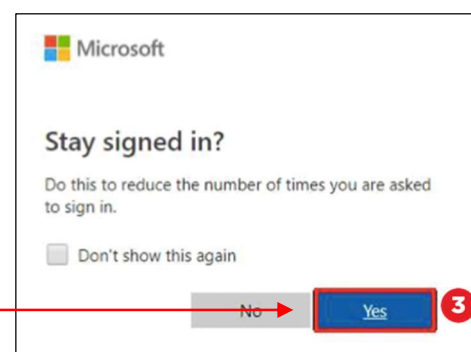 Microsoft
Stay signed in?
Do this to reduce the number of times you are asked
to sign in.
Don't show this again
No
Yes
3